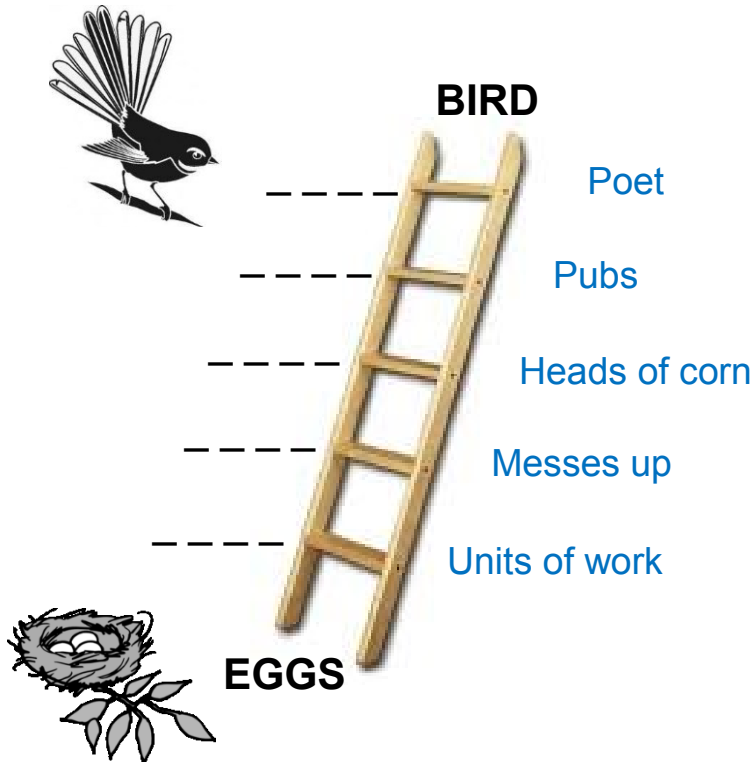 BIRD
Poet
Pubs
Heads of corn
Messes up
Units of work
EGGS